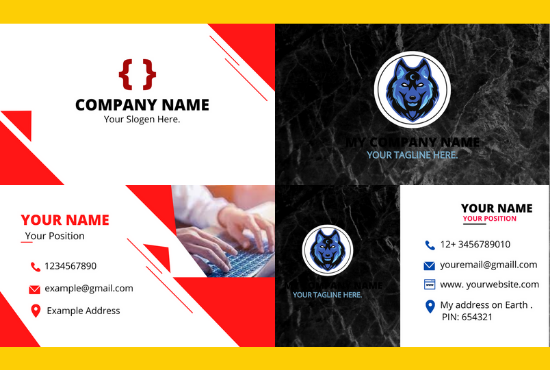 { }
COMPANY NAME
Your Slogen Here.
MY COMPANY NAME
YOUR TAGLINE HERE.
YOUR NAME
Your Position
1234567890
example@gmail.com
Example Address
YOUR TAGLINE HERE.
YOUR NAME
YOUR POSITION
12+ 3456789010
youremail@gmaill.com
www. yourwebsite.com
My address on Earth .
PIN: 654321